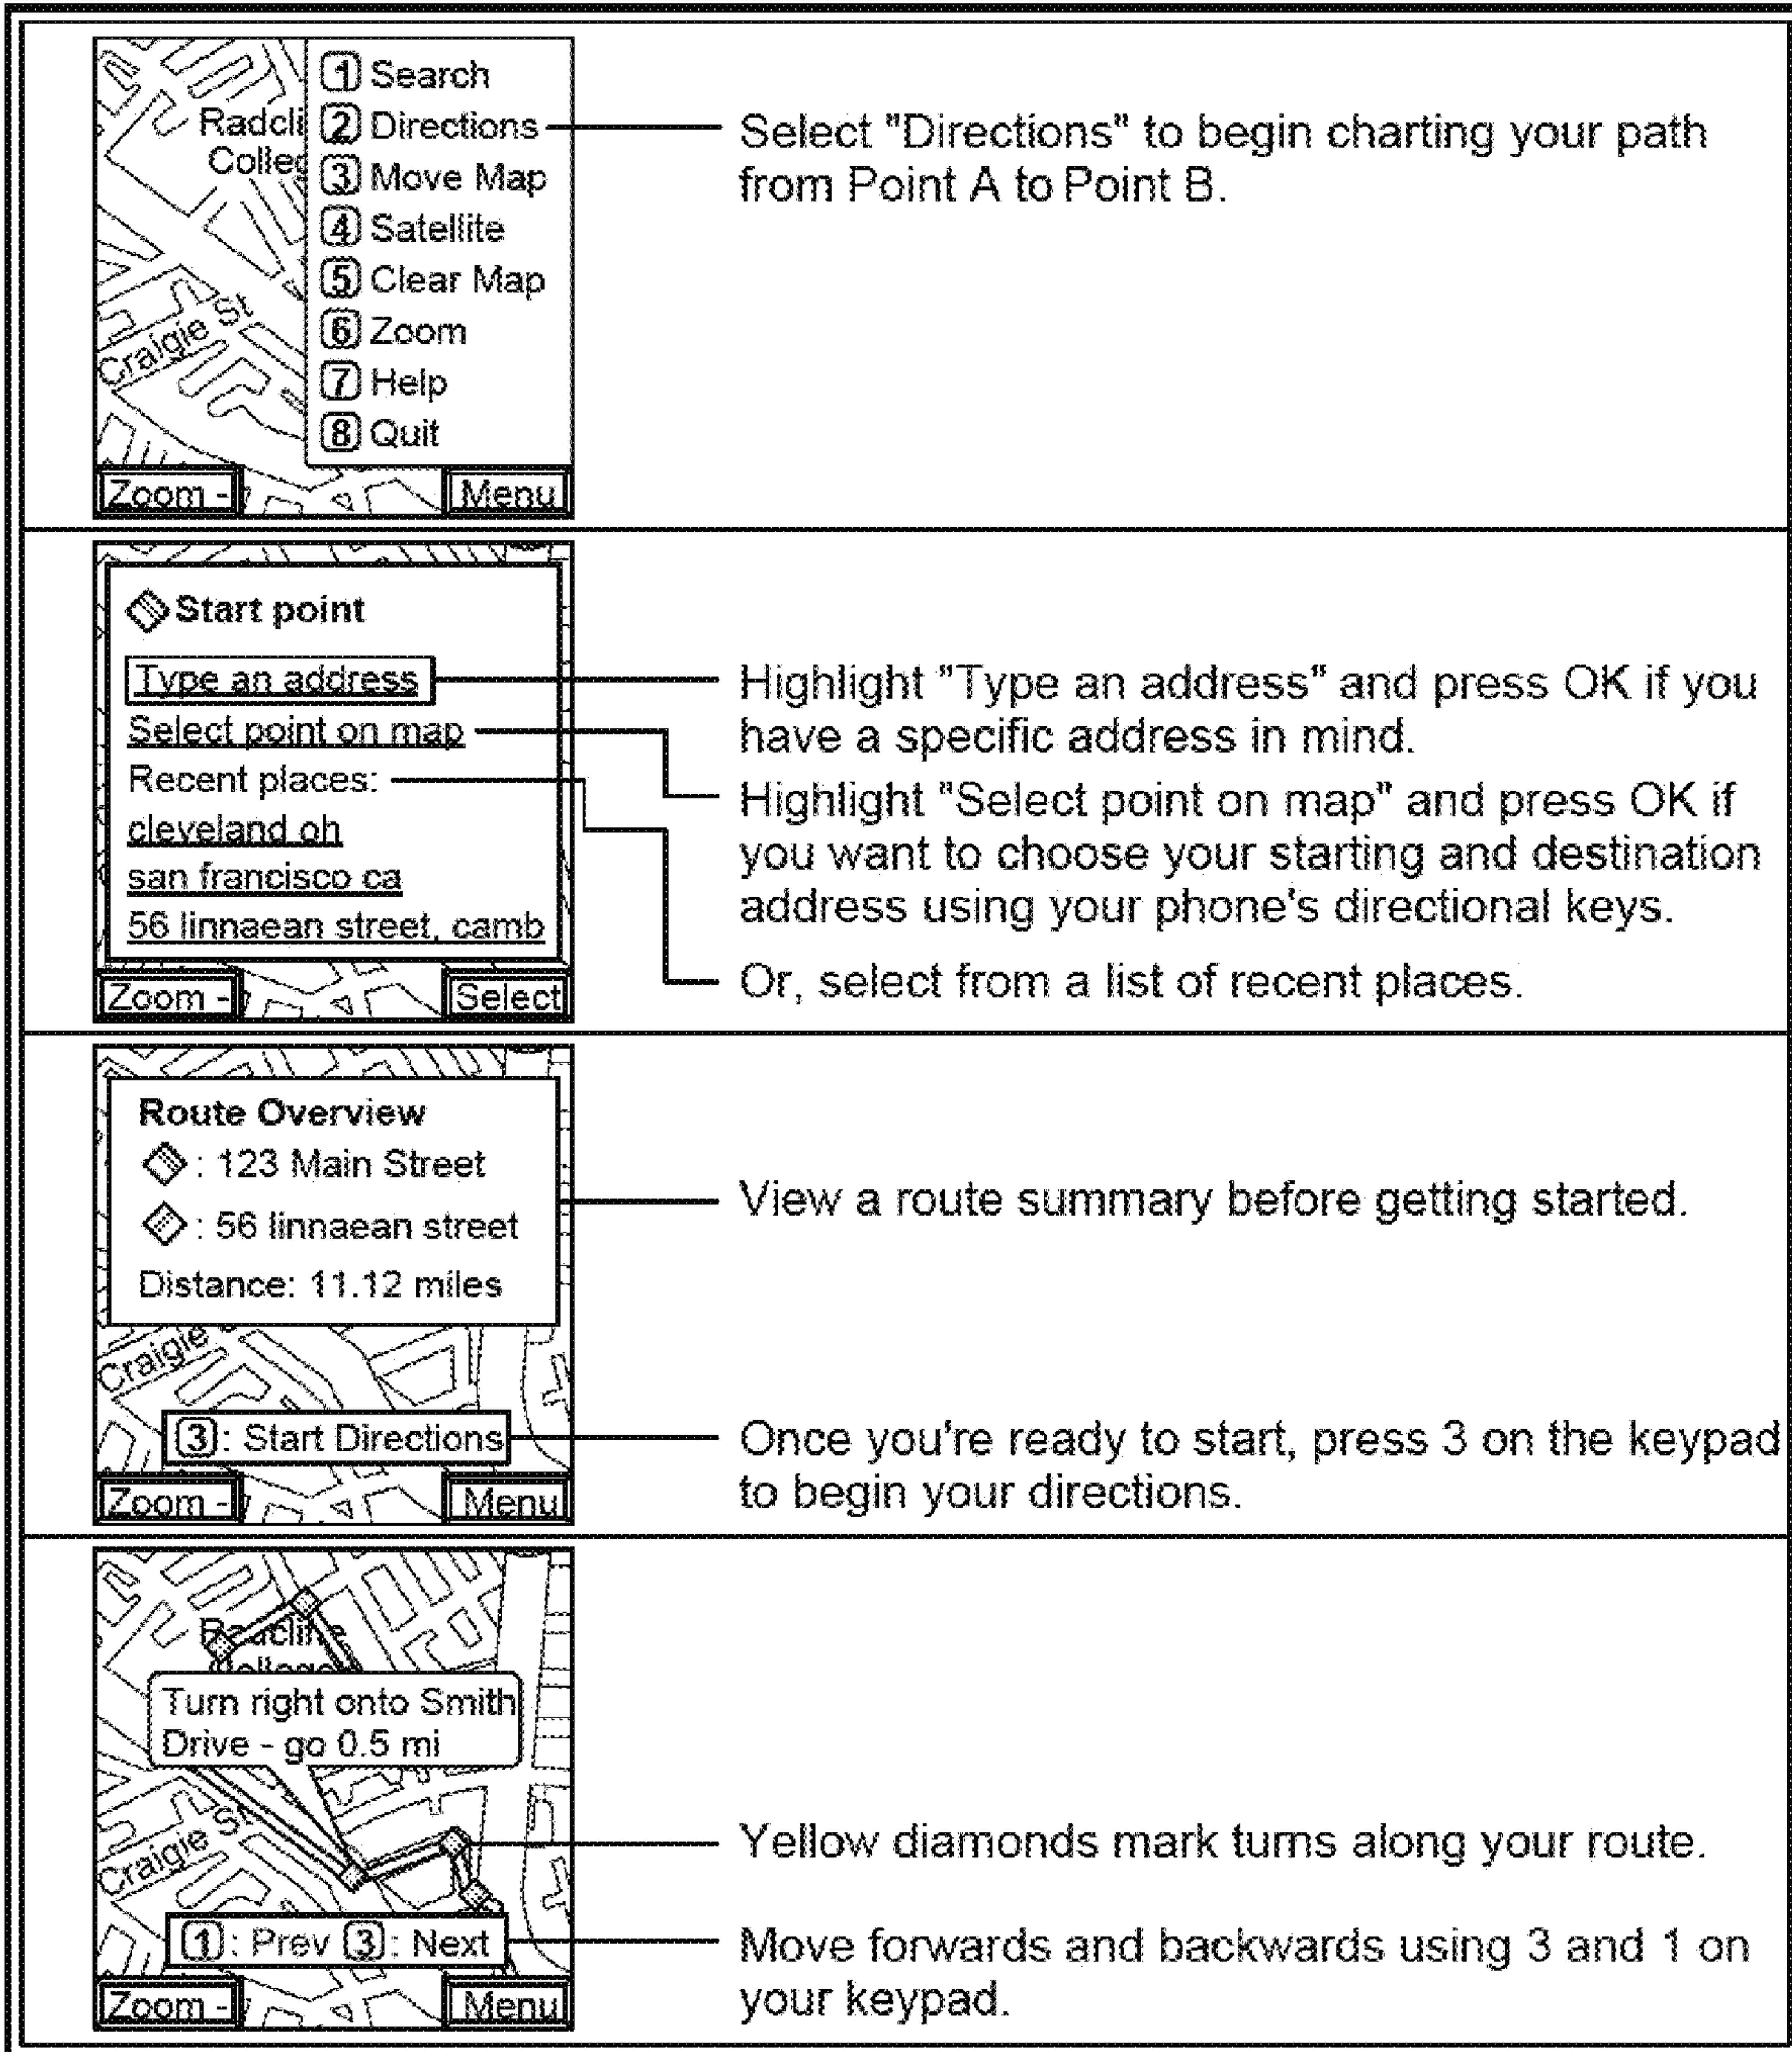 1 Search
Radcli 2 Directions
Colleg 3 Move Map
4 Satellite
5 Clear Map
Craigie St
6 Zoom
7 Help
8 Quit
Zoom - Menu
Select "Directions" to begin charting your path
from Point A to Point B.
Start point
Type an address
Select point on map
Recent places:
cleveland oh
san francisco ca
56 linnaean street, camb
Zoom - Select
Highlight "Type an address" and press OK if you
have a specific address in mind.
Highlight "Select point on map" and press OK if
you want to choose your starting and destination
address using your phone's directional keys.
Or, select from a list of recent places.
Route Overview
: 123 Main Street
: 56 linnaean street
Distance: 11.12 miles
Craigie
3: Start Directions
Zoom - Menu
View a route summary before getting started.
Once you're ready to start, press 3 on the keypad
to begin your directions.
Radcliffe
College
Turn right onto Smith
Drive - go 0.5 mi
Craigie St
1: Prev 3: Next
Zoom - Menu
Yellow diamonds mark turns along your route.
Move forwards and backwards using 3 and 1 on
your keypad.